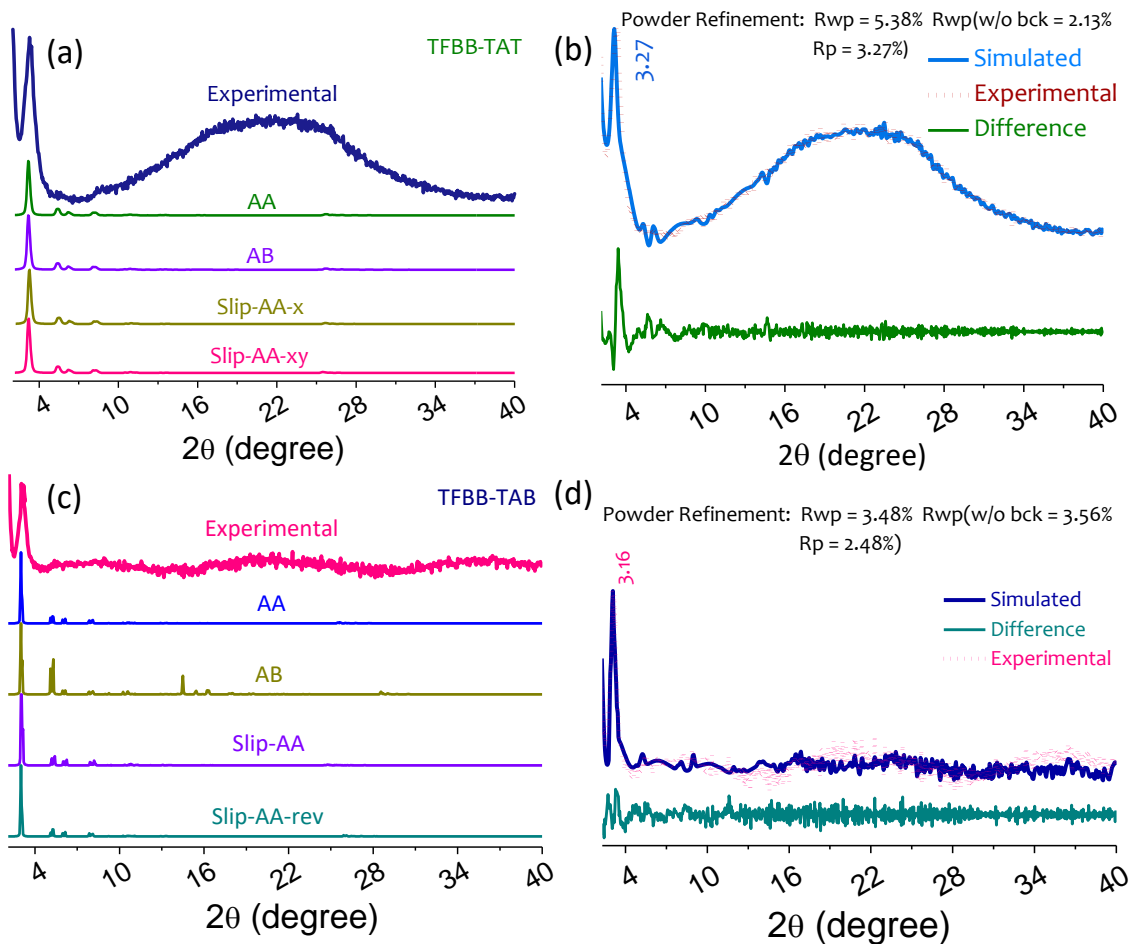 (a)
TFBB-TAT
Experimental
AA
AB
Slip-AA-x
Slip-AA-xy
4 10 16 22 28 34 40
2θ (degree)
Powder Refinement: Rwp = 5.38% Rwp(w/o bck = 2.13%
Rp = 3.27%)
(b)
3.27
Simulated
Experimental
Difference
4 10 16 22 28 34 40
2θ (degree)
(c)
TFBB-TAB
Experimental
AA
AB
Slip-AA
Slip-AA-rev
4 10 16 22 28 34 40
2θ (degree)
(d)
Powder Refinement: Rwp = 3.48% Rwp(w/o bck = 3.56%
Rp = 2.48%)
3.16
Simulated
Difference
Experimental
4 10 16 22 28 34 40
2θ (degree)